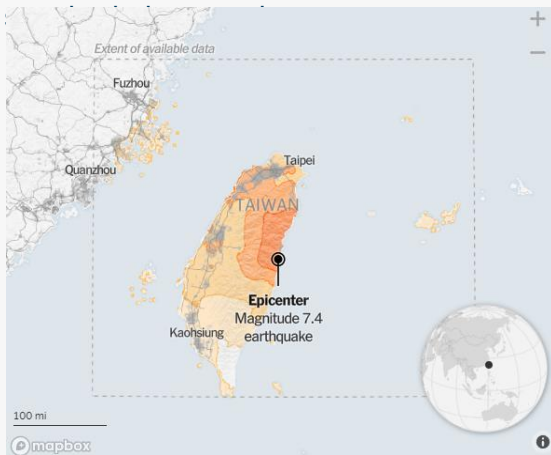 Extent of available data
Fuzhou
Quanzhou
Taipei
TAIWAN
Epicenter
Magnitude 7.4
earthquake
Kaohsiung
100 mi
mapbox